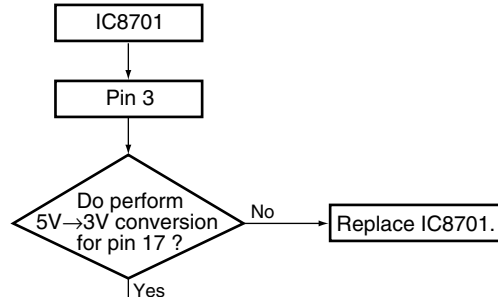 IC8701
Pin 3
Do perform
5V→3V conversion
for pin 17 ?
No
Replace IC8701.
Yes